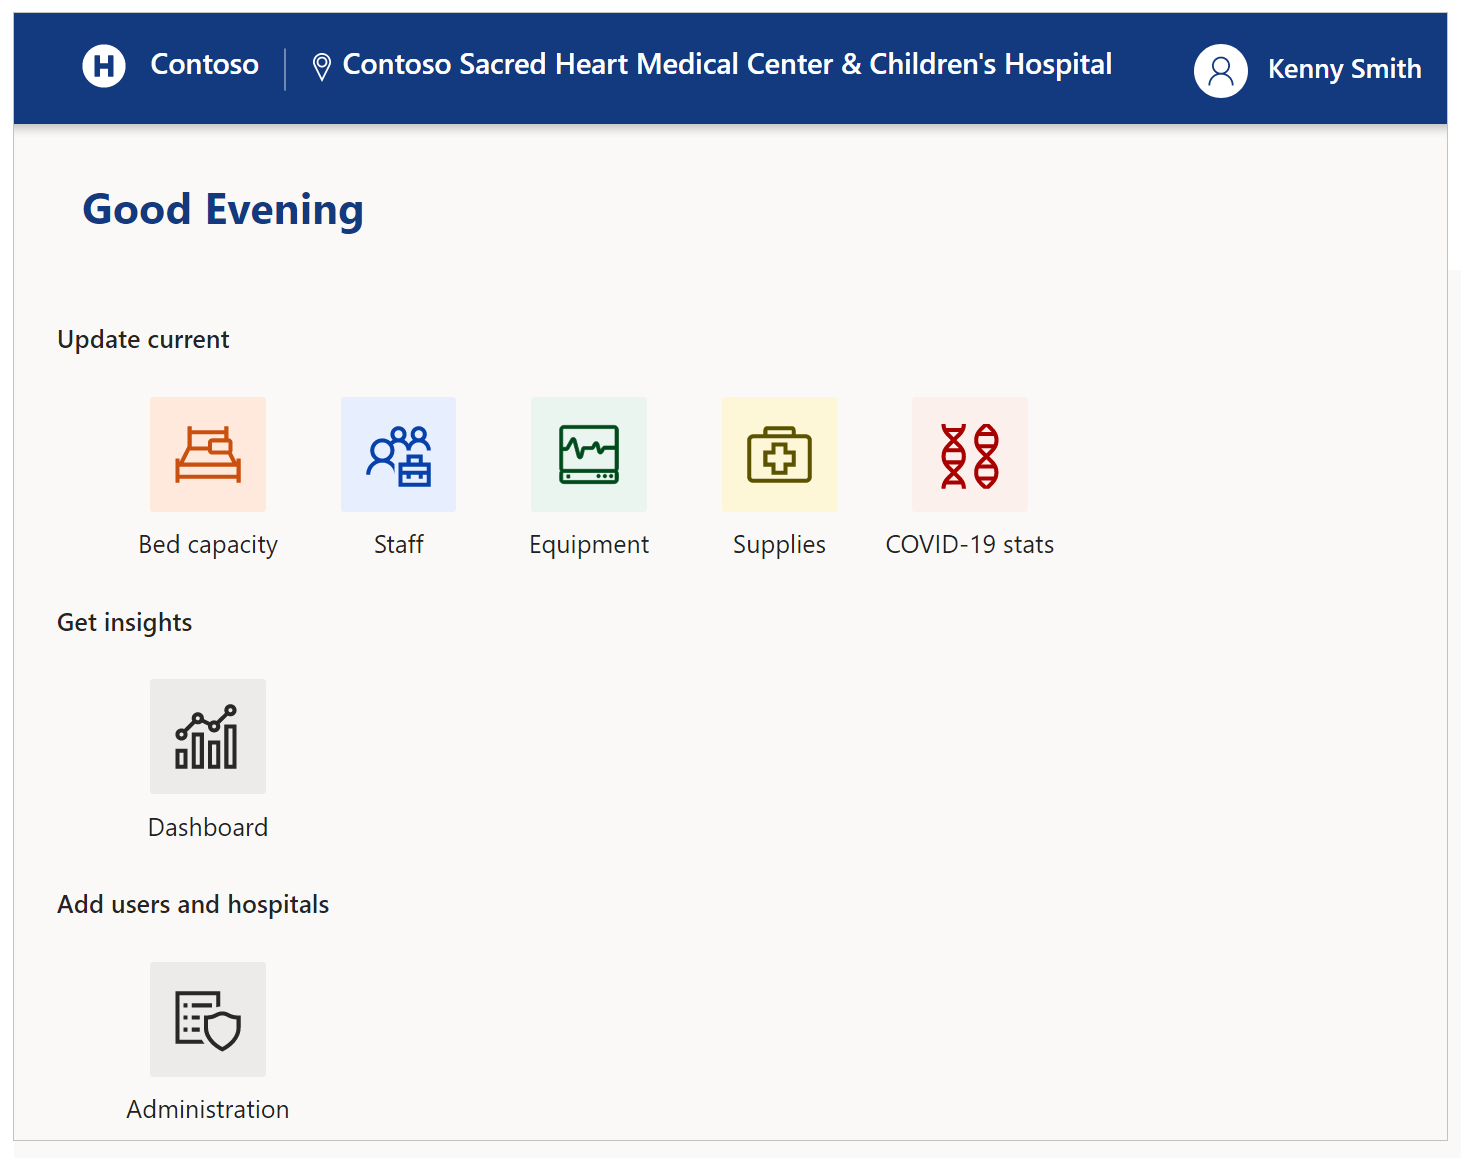 H Contoso Contoso Sacred Heart Medical Center & Children's Hospital Kenny Smith
Good Evening
Update current
Bed capacity Staff Equipment Supplies COVID-19 stats
Get insights
Dashboard
Add users and hospitals
Administration